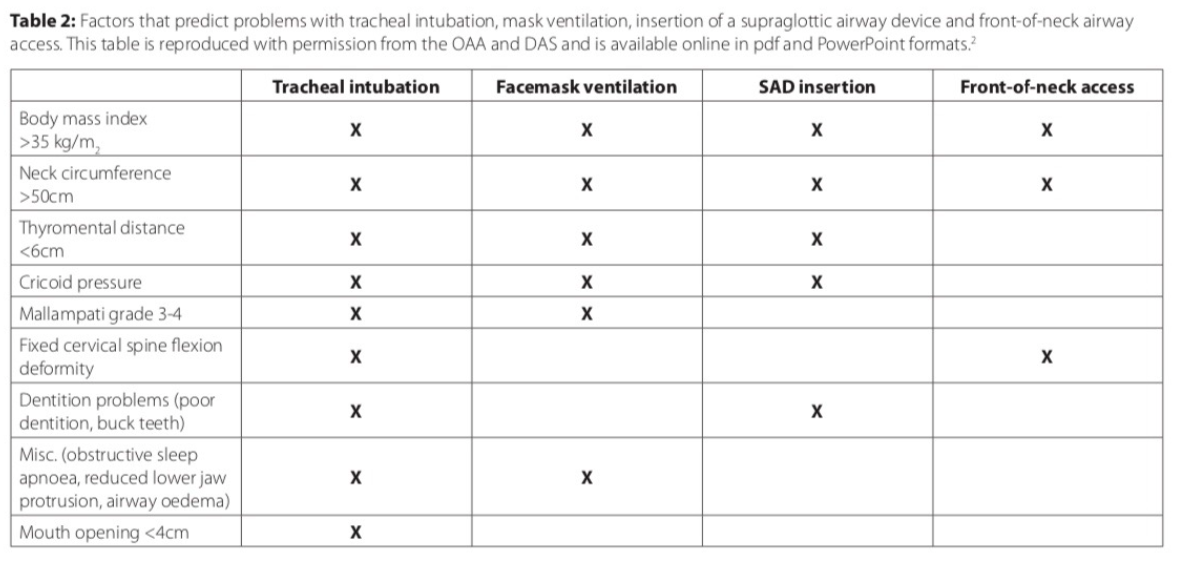 Table 2: Factors that predict problems with tracheal intubation, mask ventilation, insertion of a supraglottic airway device and front-of-neck airway
access. This table is reproduced with permission from the OAA and DAS and is available online in pdf and PowerPoint formats.²
Tracheal intubation Facemask ventilation SAD insertion Front-of-neck access
Body mass index
>35 kg/m₂ X X X X
Neck circumference
>50cm X X X X
Thyromental distance
<6cm X X X
Cricoid pressure X X X
Mallampati grade 3-4 X X
Fixed cervical spine flexion
deformity X X
Dentition problems (poor
dentition, buck teeth) X X
Misc. (obstructive sleep
apnoea, reduced lower jaw X X
protrusion, airway oedema)
Mouth opening <4cm X